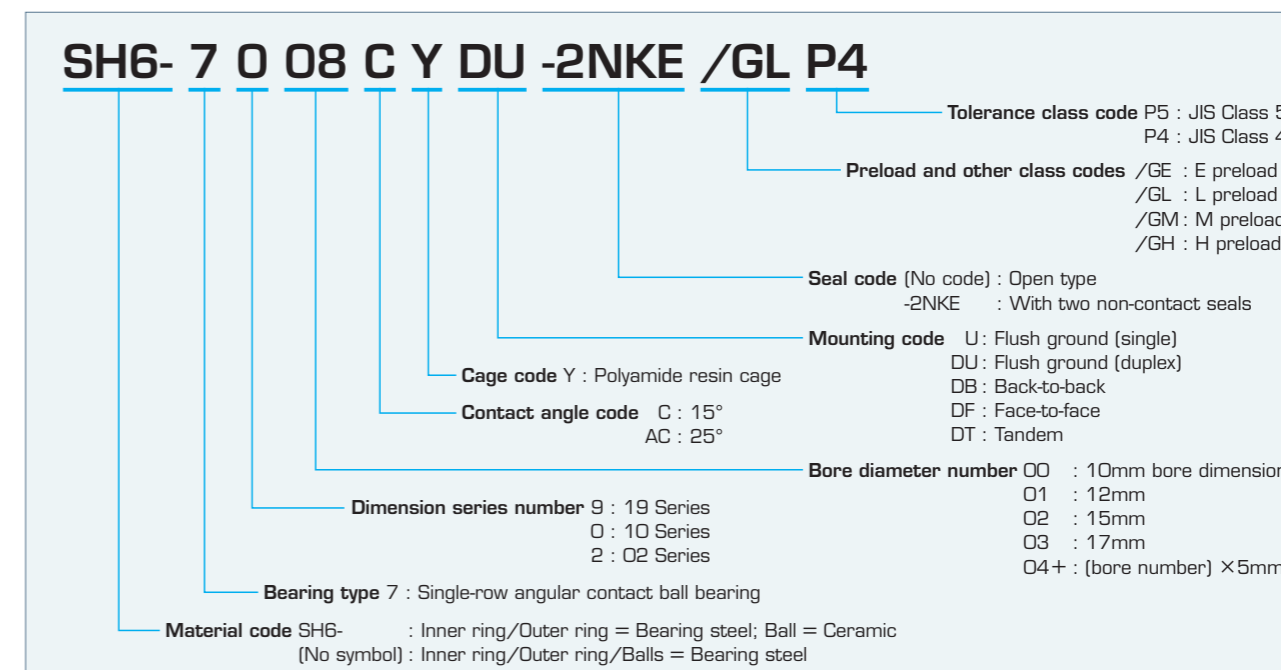 SH6- 7 0 08 C Y DU -2NKE /GL P4
Tolerance class code P5 : JIS Class 5
P4 : JIS Class 4
Preload and other class codes /GE : E preload
/GL : L preload
/GM : M preload
/GH : H preload
Seal code (No code) : Open type
-2NKE : With two non-contact seals
Mounting code U : Flush ground (single)
DU : Flush ground (duplex)
DB : Back-to-back
DF : Face-to-face
DT : Tandem
Cage code Y : Polyamide resin cage
Contact angle code C : 15°
AC : 25°
Bore diameter number 00 : 10mm bore dimension
01 : 12mm
02 : 15mm
03 : 17mm
04+ : (bore number) ×5mm
Dimension series number 9 : 19 Series
0 : 10 Series
2 : 02 Series
Bearing type 7 : Single-row angular contact ball bearing
Material code SH6- : Inner ring/Outer ring = Bearing steel; Ball = Ceramic
(No symbol) : Inner ring/Outer ring/Balls = Bearing steel